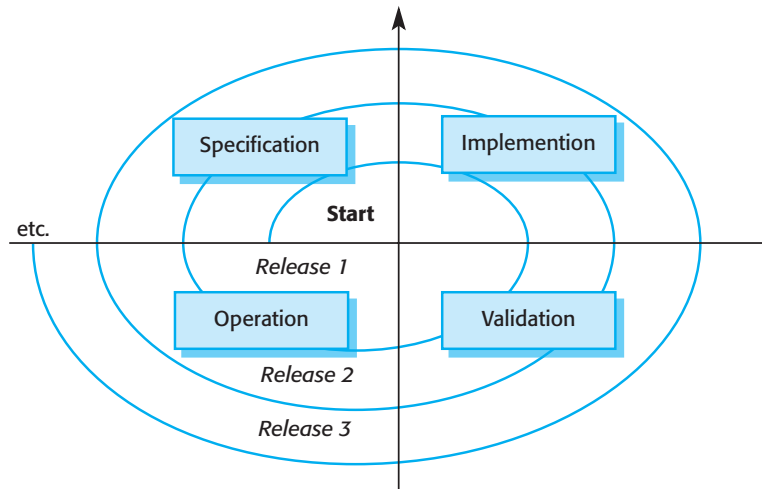 Specification
Implemention
Start
etc.
Release 1
Operation
Validation
Release 2
Release 3